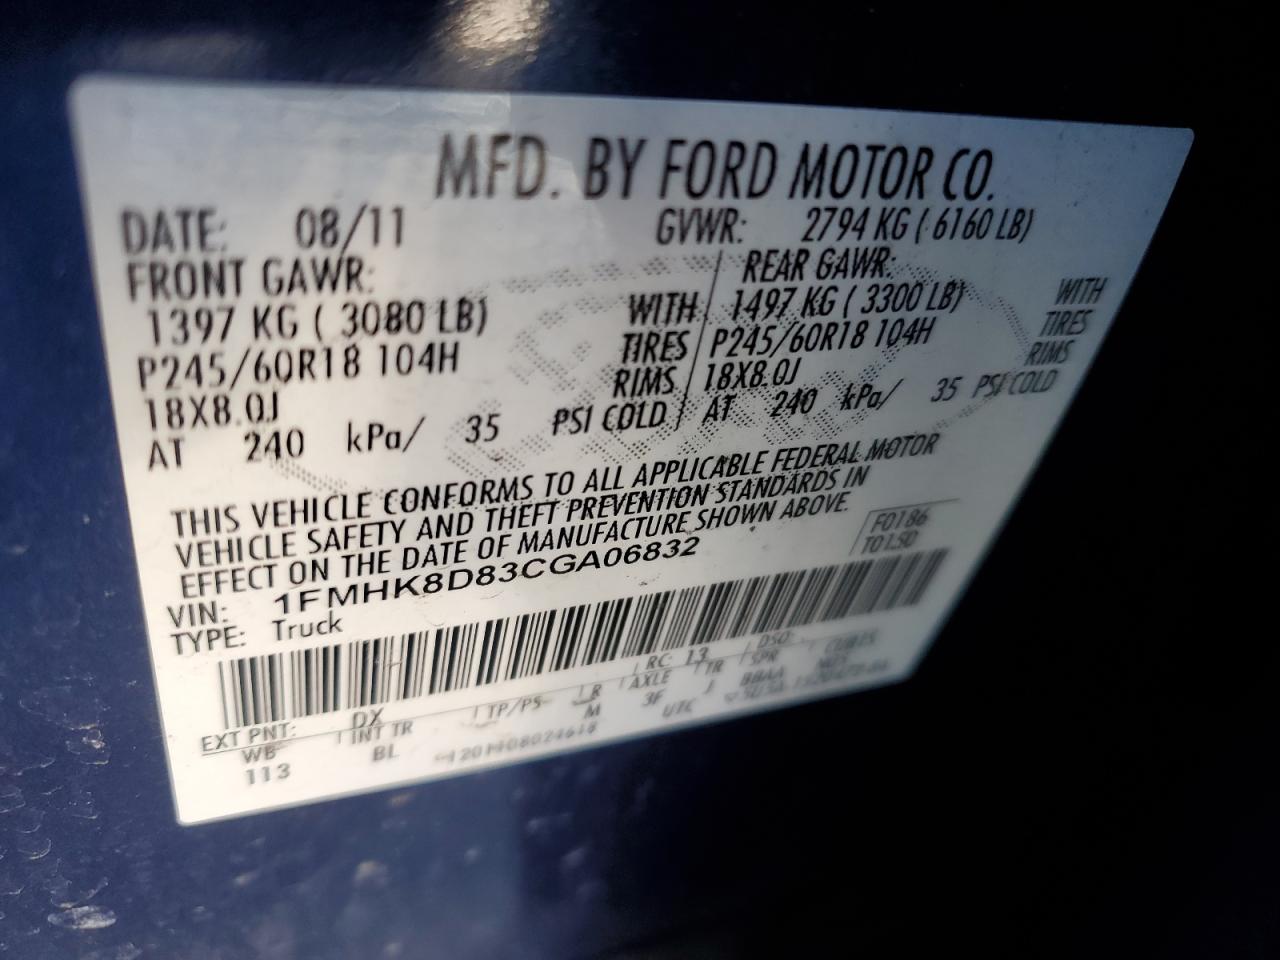 MFD. BY FORD MOTOR CO.
DATE: 08/11 GVWR: 2794 KG ( 6160 LB)
FRONT GAWR: REAR GAWR:
1397 KG ( 3080 LB) WITH 1497 KG ( 3300 LB) WITH
P245/60R18 104H TIRES P245/60R18 104H TIRES
18X8.0J RIMS 18X8.0J RIMS
AT 240 kPa/ 35 PSI COLD AT 240 kPa/ 35 PSI COLD
THIS VEHICLE CONFORMS TO ALL APPLICABLE FEDERAL MOTOR
VEHICLE SAFETY AND THEFT PREVENTION STANDARDS IN
EFFECT ON THE DATE OF MANUFACTURE SHOWN ABOVE.
F0186
T0150
VIN: 1FMHK8D83CGA06832
TYPE: Truck
EXT PNT: DX RC: 13 DSO:
WB INT TR TP/PS R AXLE TR SPR
113 BL M 3F J BBAA
UTC